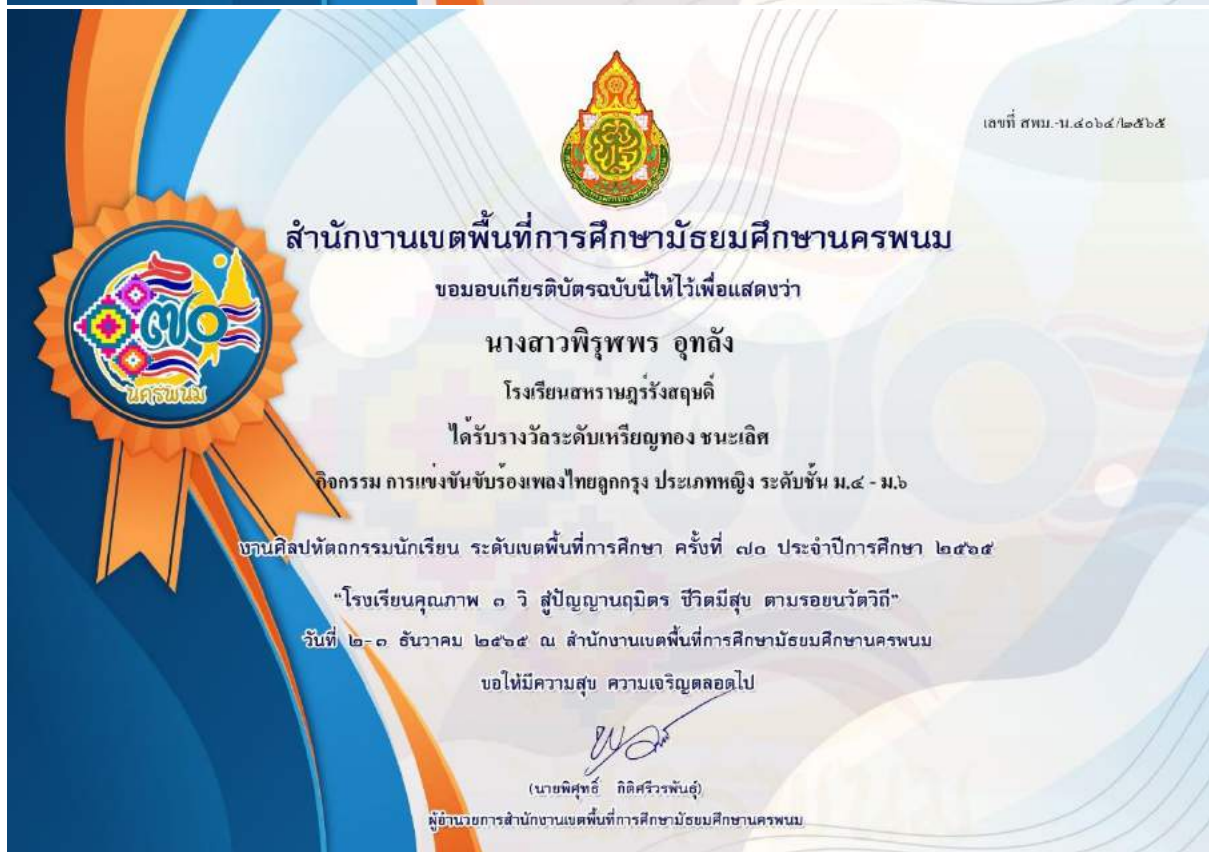 เลขที่ สพม.-น.๔๐๖๔/๒๕๖๕
สำนักงานเขตพื้นที่การศึกษามัธยมศึกษานครพนม
ขอมอบเกียรติบัตรฉบับนี้ให้ไว้เพื่อแสดงว่า
นางสาวพิรุฬพร อุทลัง
โรงเรียนสหราษฎร์รังสฤษดิ์
ได้รับรางวัลระดับเหรียญทอง ชนะเลิศ
กิจกรรม การแข่งขันขับร้องเพลงไทยลูกกรุง ประเภทหญิง ระดับชั้น ม.๔ - ม.๖
งานศิลปหัตถกรรมนักเรียน ระดับเขตพื้นที่การศึกษา ครั้งที่ ๗๐ ประจำปีการศึกษา ๒๕๖๕
"โรงเรียนคุณภาพ ๓ วิ สู่ปัญญานฤมิตร ชีวิตมีสุข ตามรอยนวัตวิถี"
วันที่ ๒-๓ ธันวาคม ๒๕๖๕ ณ สำนักงานเขตพื้นที่การศึกษามัธยมศึกษานครพนม
ขอให้มีความสุข ความเจริญตลอดไป
(นายพิศุทธิ์ กิติศรีวรพันธุ์)
ผู้อำนวยการสำนักงานเขตพื้นที่การศึกษามัธยมศึกษานครพนม
๗๐
นครพนม